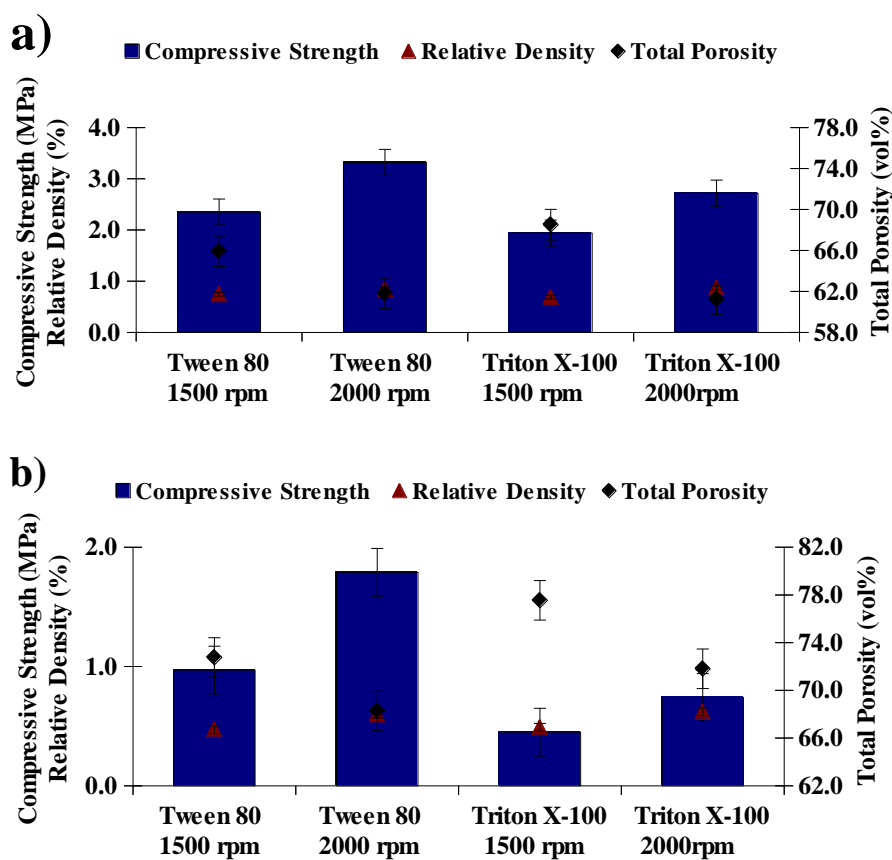 a)
Compressive Strength Relative Density Total Porosity
Compressive Strength (MPa)
Relative Density (%)
4.0
3.0
2.0
1.0
0.0
78.0
74.0
70.0
66.0
62.0
58.0
Total Porosity (vol%)
Tween 80 Tween 80 Triton X-100 Triton X-100
1500 rpm 2000 rpm 1500 rpm 2000rpm
b)
Compressive Strength Relative Density Total Porosity
Compressive Strength (MPa)
Relative Density (%)
2.0
1.0
0.0
82.0
78.0
74.0
70.0
66.0
62.0
Total Porosity (vol%)
Tween 80 Tween 80 Triton X-100 Triton X-100
1500 rpm 2000 rpm 1500 rpm 2000rpm